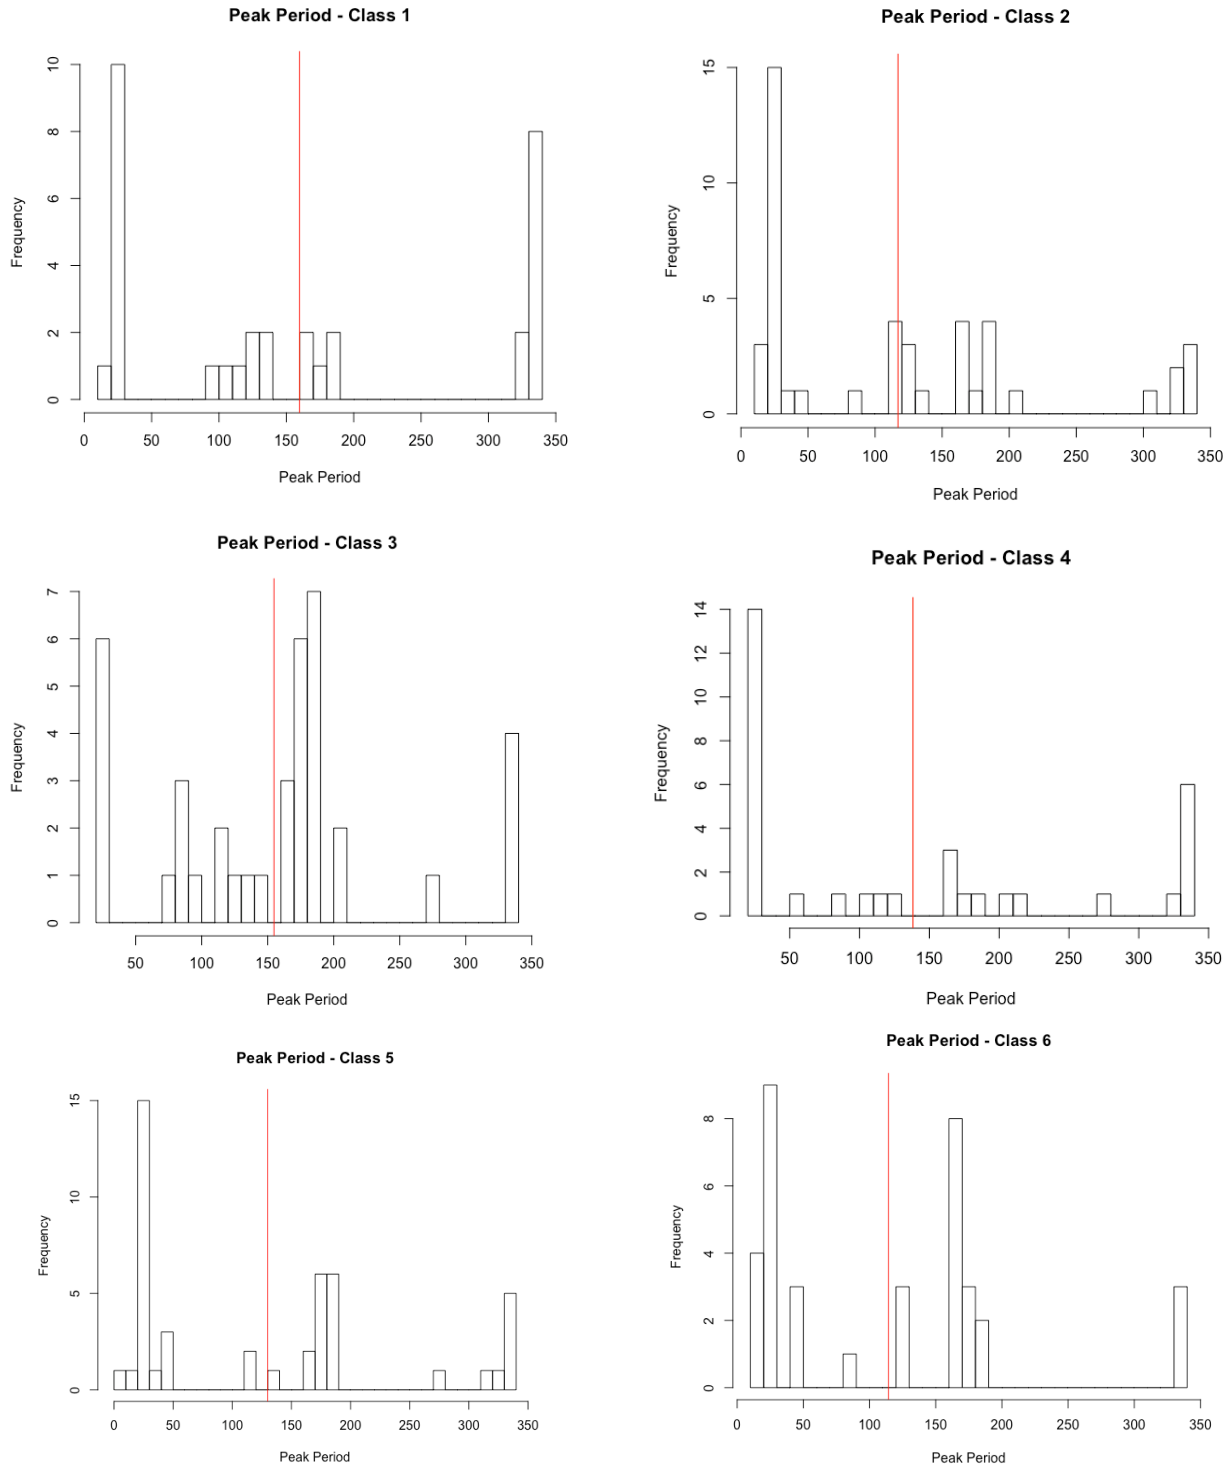 Peak Period - Class 1
Frequency
0 2 4 6 8 10
0 50 100 150 200 250 300 350
Peak Period
Peak Period - Class 2
Frequency
0 5 10 15
0 50 100 150 200 250 300 350
Peak Period
Peak Period - Class 3
Frequency
0 1 2 3 4 5 6 7
50 100 150 200 250 300 350
Peak Period
Peak Period - Class 4
Frequency
0 2 4 6 8 10 12 14
50 100 150 200 250 300 350
Peak Period
Peak Period - Class 5
Frequency
0 5 10 15
0 50 100 150 200 250 300 350
Peak Period
Peak Period - Class 6
Frequency
0 2 4 6 8
0 50 100 150 200 250 300 350
Peak Period